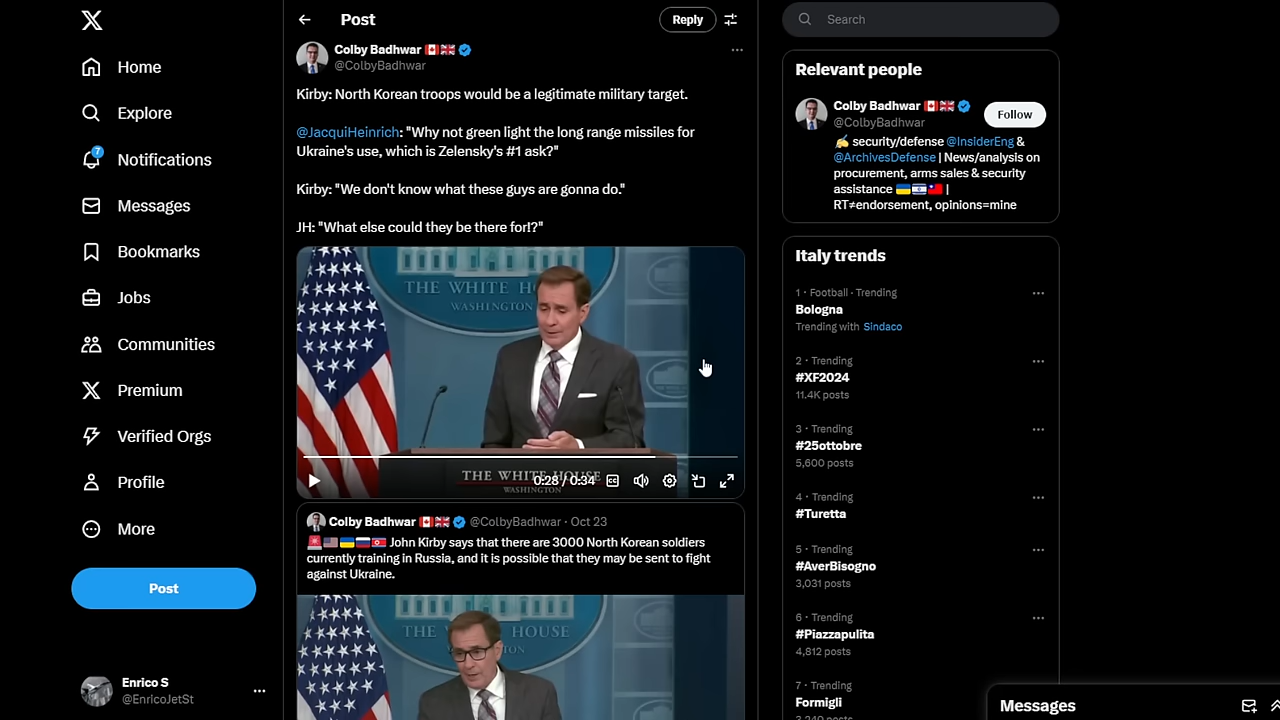 Home
Explore
7
Notifications
Messages
Bookmarks
Jobs
Communities
Premium
Verified Orgs
Profile
More
Post
Enrico S
@EnricoJetSt
Post
Reply
Colby Badhwar 🇨🇦🇬🇧
@ColbyBadhwar
Kirby: North Korean troops would be a legitimate military target.
@JacquiHeinrich: "Why not green light the long range missiles for
Ukraine's use, which is Zelensky's #1 ask?"
Kirby: "We don't know what these guys are gonna do."
JH: "What else could they be there for!?"
THE WHITE HO
WASHINGTON
THE WHITE HOUSE
WASHINGTON
0:28 / 0:34
Colby Badhwar 🇨🇦🇬🇧 @ColbyBadhwar · Oct 23
🚨🇺🇸🇺🇦🇷🇺🇰🇵 John Kirby says that there are 3000 North Korean soldiers
currently training in Russia, and it is possible that they may be sent to fight
against Ukraine.
THE WHITE HOUSE
Search
Relevant people
Colby Badhwar 🇨🇦🇬🇧
@ColbyBadhwar
Follow
✍️ security/defense @InsiderEng &
@ArchivesDefense | News/analysis on
procurement, arms sales & security
assistance 🇺🇦🇮🇱🇹🇼 |
RT≠endorsement, opinions=mine
Italy trends
1 · Football · Trending
Bologna
Trending with Sindaco
2 · Trending
#XF2024
11.4K posts
3 · Trending
#25ottobre
5,600 posts
4 · Trending
#Turetta
5 · Trending
#AverBisogno
3,031 posts
6 · Trending
#Piazzapulita
4,812 posts
7 · Trending
Formigli
Messages